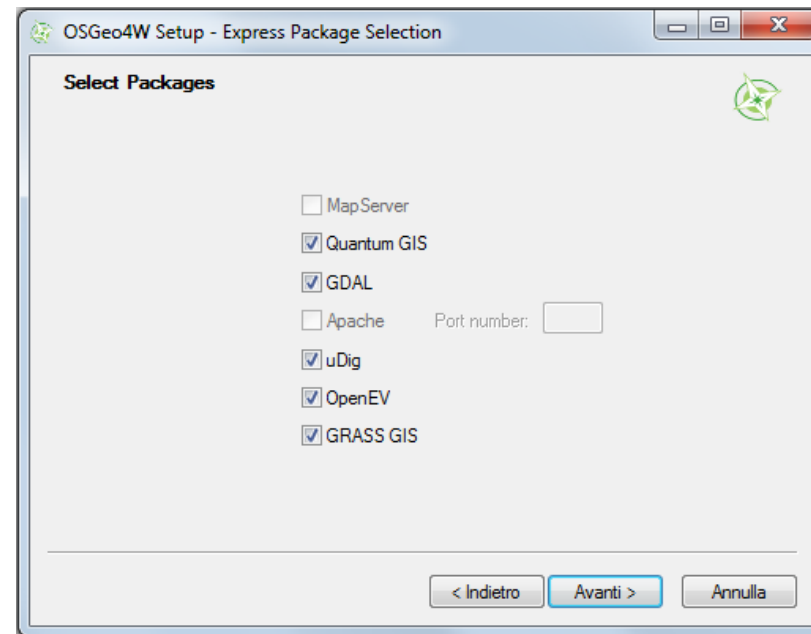 OSGeo4W Setup - Express Package Selection
Select Packages
MapServer
Quantum GIS
GDAL
Apache Port number:
uDig
OpenEV
GRASS GIS
< Indietro Avanti > Annulla